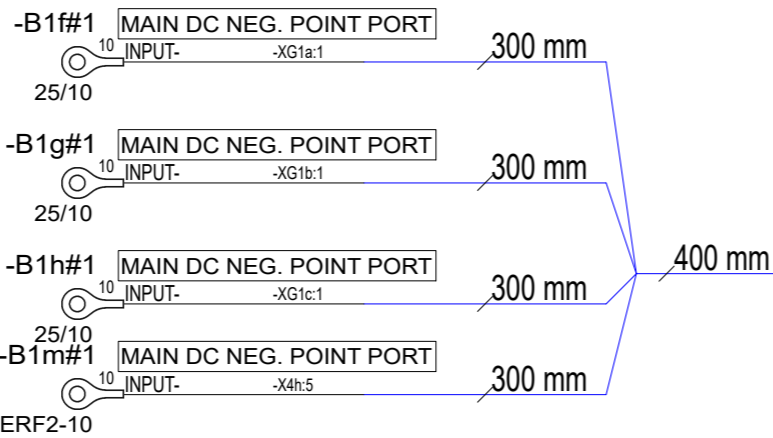 -B1f#1 MAIN DC NEG. POINT PORT
10 INPUT- -XG1a:1 300 mm
25/10
-B1g#1 MAIN DC NEG. POINT PORT
10 INPUT- -XG1b:1 300 mm
25/10
-B1h#1 MAIN DC NEG. POINT PORT
400 mm
10 INPUT- -XG1c:1 300 mm
25/10
-B1m#1 MAIN DC NEG. POINT PORT
10 INPUT- -X4h:5 300 mm
ERF2-10